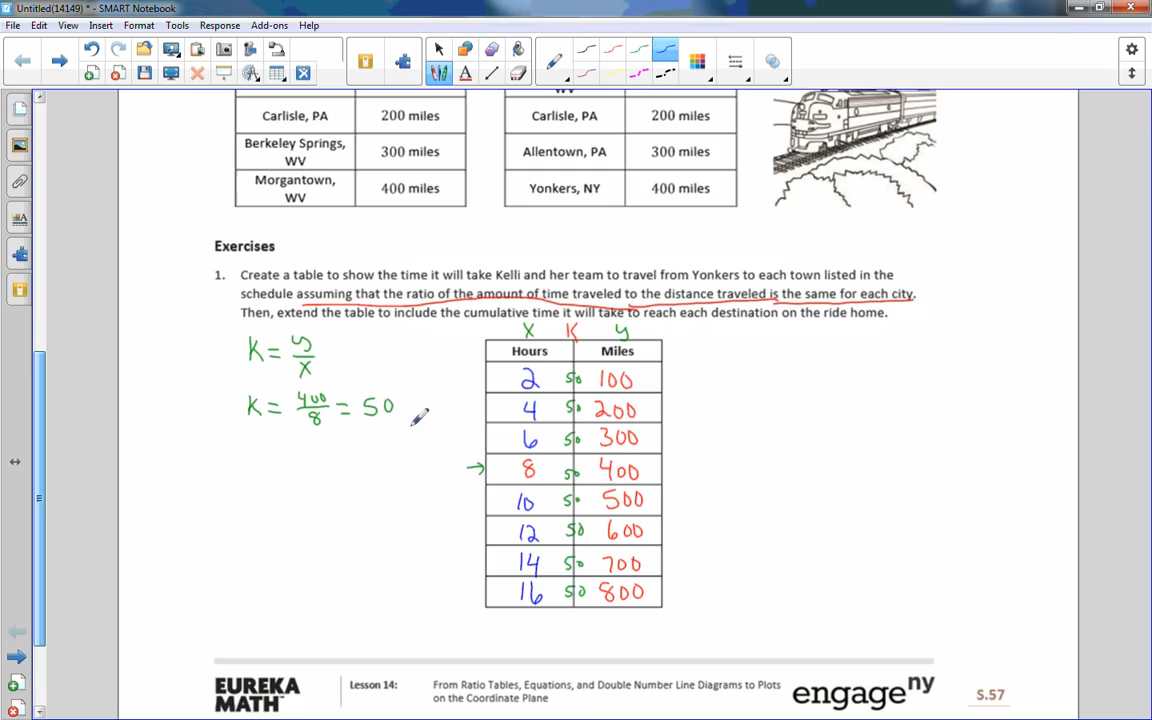 Untitled(14149) * - SMART Notebook
File Edit View Insert Format Tools Response Add-ons Help
WV
Carlisle, PA 200 miles Carlisle, PA 200 miles
Berkeley Springs, WV 300 miles Allentown, PA 300 miles
Morgantown, WV 400 miles Yonkers, NY 400 miles
Exercises
1. Create a table to show the time it will take Kelli and her team to travel from Yonkers to each town listed in the
schedule assuming that the ratio of the amount of time traveled to the distance traveled is the same for each city.
Then, extend the table to include the cumulative time it will take to reach each destination on the ride home.
X K y
Hours Miles
2 50 100
4 50 200
6 50 300
→ 8 50 400
10 50 500
12 50 600
14 50 700
16 50 800
K = y/x
K = 400/8 = 50
EUREKA MATH™
Lesson 14: From Ratio Tables, Equations, and Double Number Line Diagrams to Plots
on the Coordinate Plane
engageny
S.57